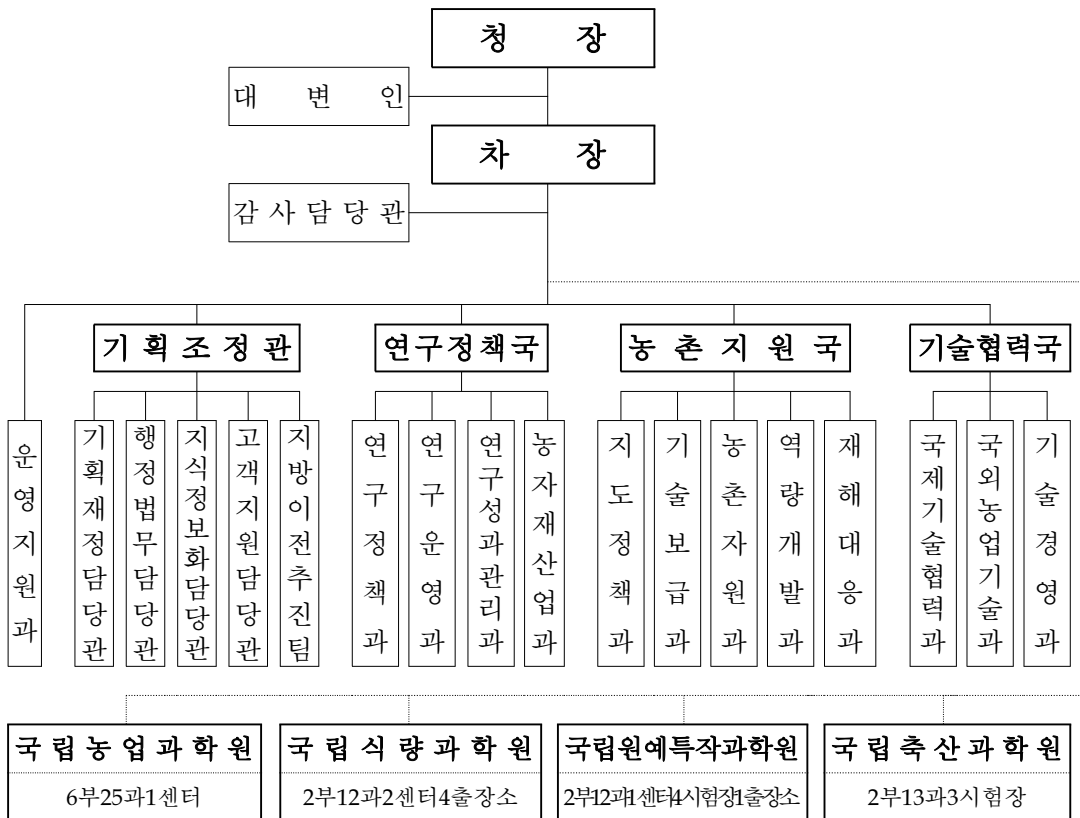 청 장
대 변 인
차 장
감 사 담 당 관
기 획 조 정 관
연구정책국
농 촌 지 원 국
기술협력국
운영지원과
기획재정담당관
행정법무담당관
지식정보화담당관
고객지원담당관
지방이전추진팀
연구정책과
연구운영과
연구성과관리과
농자재산업과
지도정책과
기술보급과
농촌자원과
역량개발과
재해대응과
국제기술협력과
국외농업기술과
기술경영과
국 립 농 업 과 학 원
국 립 식 량 과 학 원
국립원예특작과학원
국 립 축 산 과 학 원
6부25과1센터
2부12과2센터4출장소
2부12과1센터4시험장1출장소
2부13과3시험장